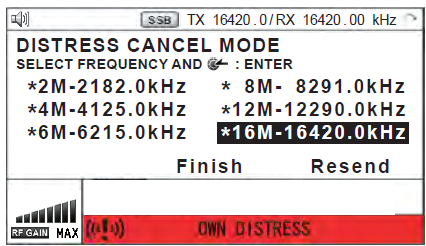 SSB TX 16420.0/RX 16420.00 kHz
DISTRESS CANCEL MODE
SELECT FREQUENCY AND : ENTER
*2M-2182.0kHz * 8M- 8291.0kHz
*4M-4125.0kHz *12M-12290.0kHz
*6M-6215.0kHz *16M-16420.0kHz
Finish Resend
RF GAIN MAX OWN DISTRESS